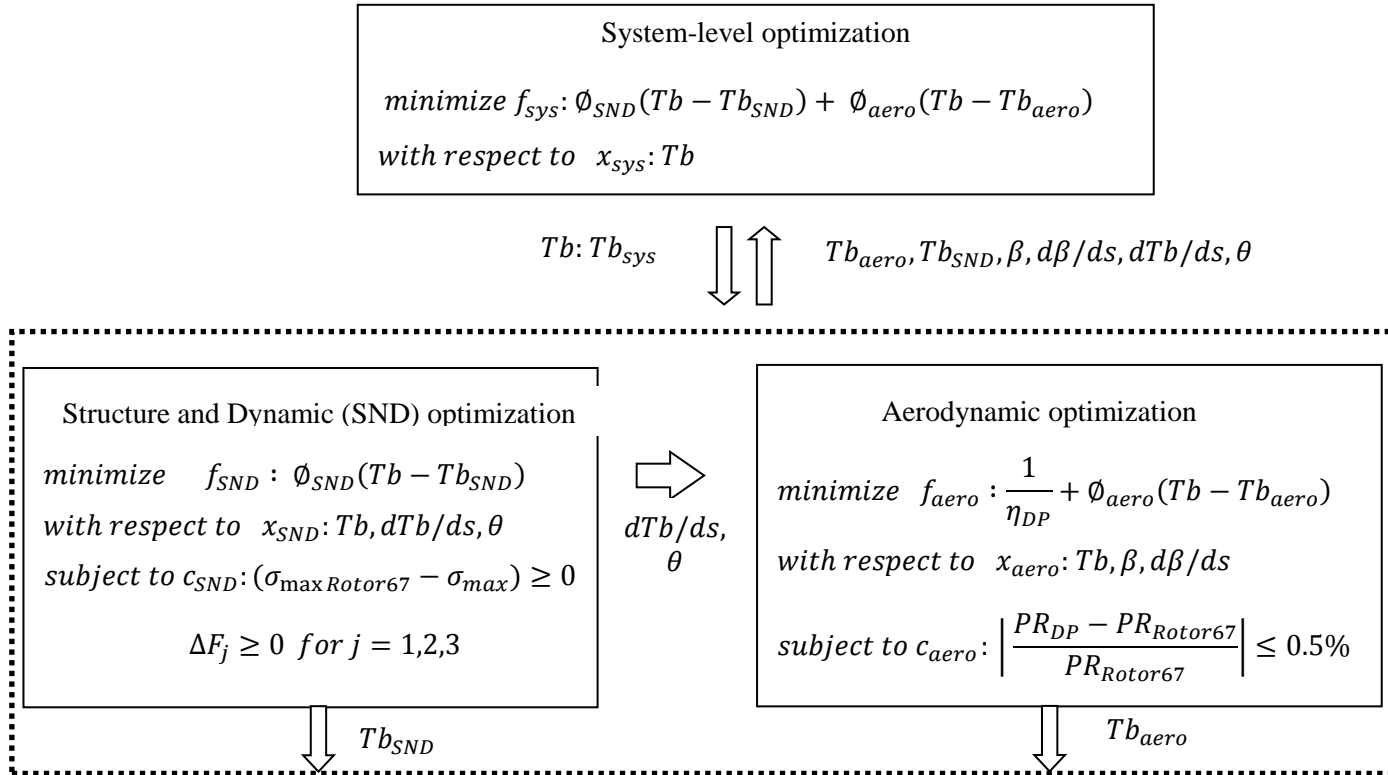 System-level optimization
minimize f_sys: ∅_SND(Tb − Tb_SND) + ∅_aero(Tb − Tb_aero)
with respect to x_sys: Tb
Tb: Tb_sys
Tb_aero, Tb_SND, β, dβ/ds, dTb/ds, θ
Structure and Dynamic (SND) optimization
minimize f_SND : ∅_SND(Tb − Tb_SND)
with respect to x_SND: Tb, dTb/ds, θ
subject to c_SND: (σ_max Rotor67 − σ_max) ≥ 0
ΔF_j ≥ 0 for j = 1,2,3
dTb/ds,
θ
Aerodynamic optimization
minimize f_aero : 1/η_DP + ∅_aero(Tb − Tb_aero)
with respect to x_aero: Tb, β, dβ/ds
subject to c_aero: |(PR_DP − PR_Rotor67)/PR_Rotor67| ≤ 0.5%
Tb_SND
Tb_aero